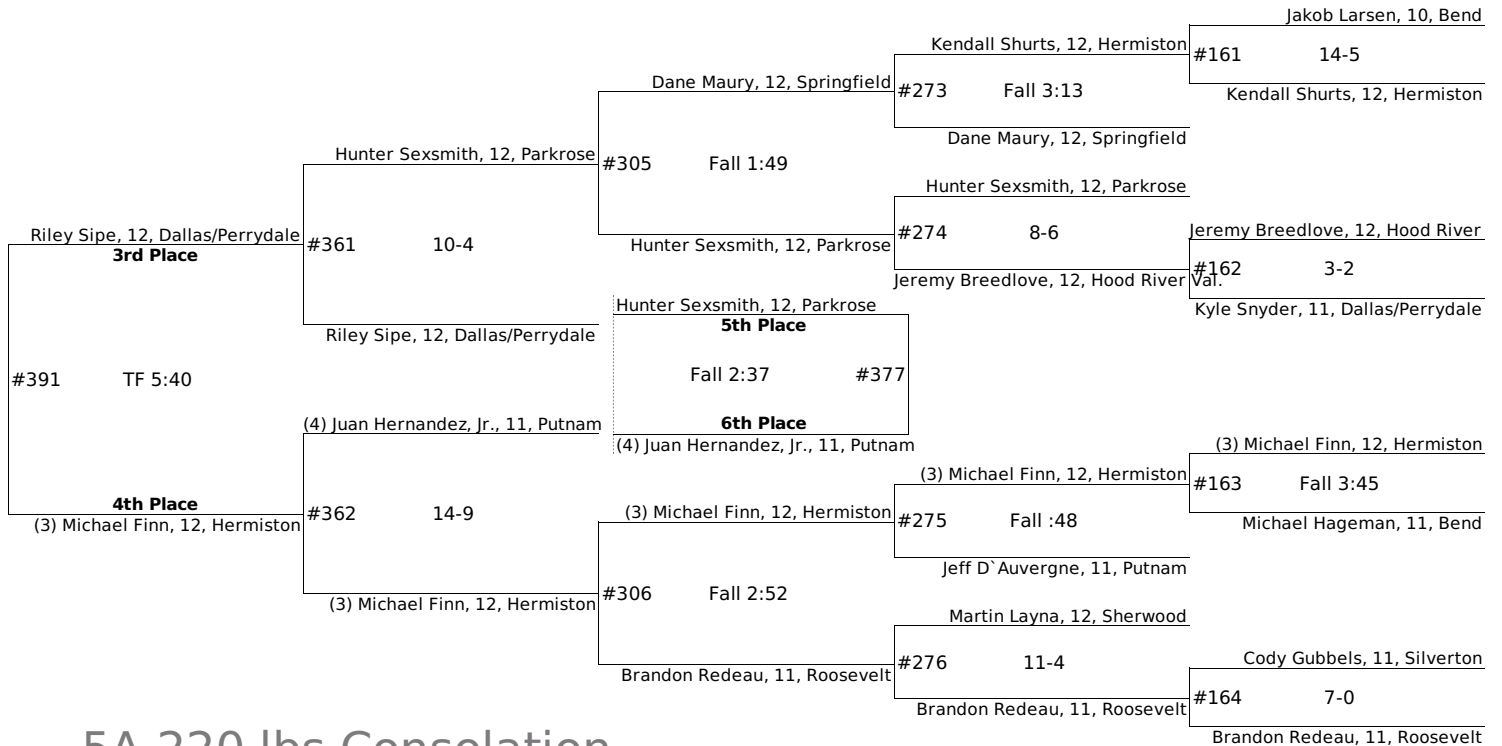 Jakob Larsen, 10, Bend
#161 14-5
Kendall Shurts, 12, Hermiston
Kendall Shurts, 12, Hermiston
#273 Fall 3:13
Dane Maury, 12, Springfield
Dane Maury, 12, Springfield
#305 Fall 1:49
Hunter Sexsmith, 12, Parkrose
Hunter Sexsmith, 12, Parkrose
#274 8-6
Jeremy Breedlove, 12, Hood River Val.
Jeremy Breedlove, 12, Hood River
#162 3-2
Kyle Snyder, 11, Dallas/Perrydale
Hunter Sexsmith, 12, Parkrose
#361 10-4
Riley Sipe, 12, Dallas/Perrydale
Riley Sipe, 12, Dallas/Perrydale
3rd Place
#391 TF 5:40
4th Place
(3) Michael Finn, 12, Hermiston
Hunter Sexsmith, 12, Parkrose
5th Place
Fall 2:37 #377
6th Place
(4) Juan Hernandez, Jr., 11, Putnam
(4) Juan Hernandez, Jr., 11, Putnam
#362 14-9
(3) Michael Finn, 12, Hermiston
(3) Michael Finn, 12, Hermiston
#306 Fall 2:52
Brandon Redeau, 11, Roosevelt
(3) Michael Finn, 12, Hermiston
#275 Fall :48
Jeff D`Auvergne, 11, Putnam
(3) Michael Finn, 12, Hermiston
#163 Fall 3:45
Michael Hageman, 11, Bend
Martin Layna, 12, Sherwood
#276 11-4
Brandon Redeau, 11, Roosevelt
Cody Gubbels, 11, Silverton
#164 7-0
Brandon Redeau, 11, Roosevelt
5A 220 lbs Consolation